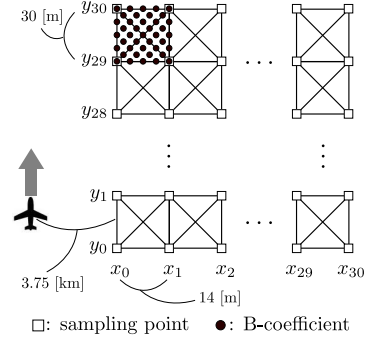 y30
30 [m]
y29
⋯
y28
⋮ ⋮
y1
⋯
y0
x0 x1 x2 x29 x30
3.75 [km]
14 [m]
□: sampling point ●: B-coefficient